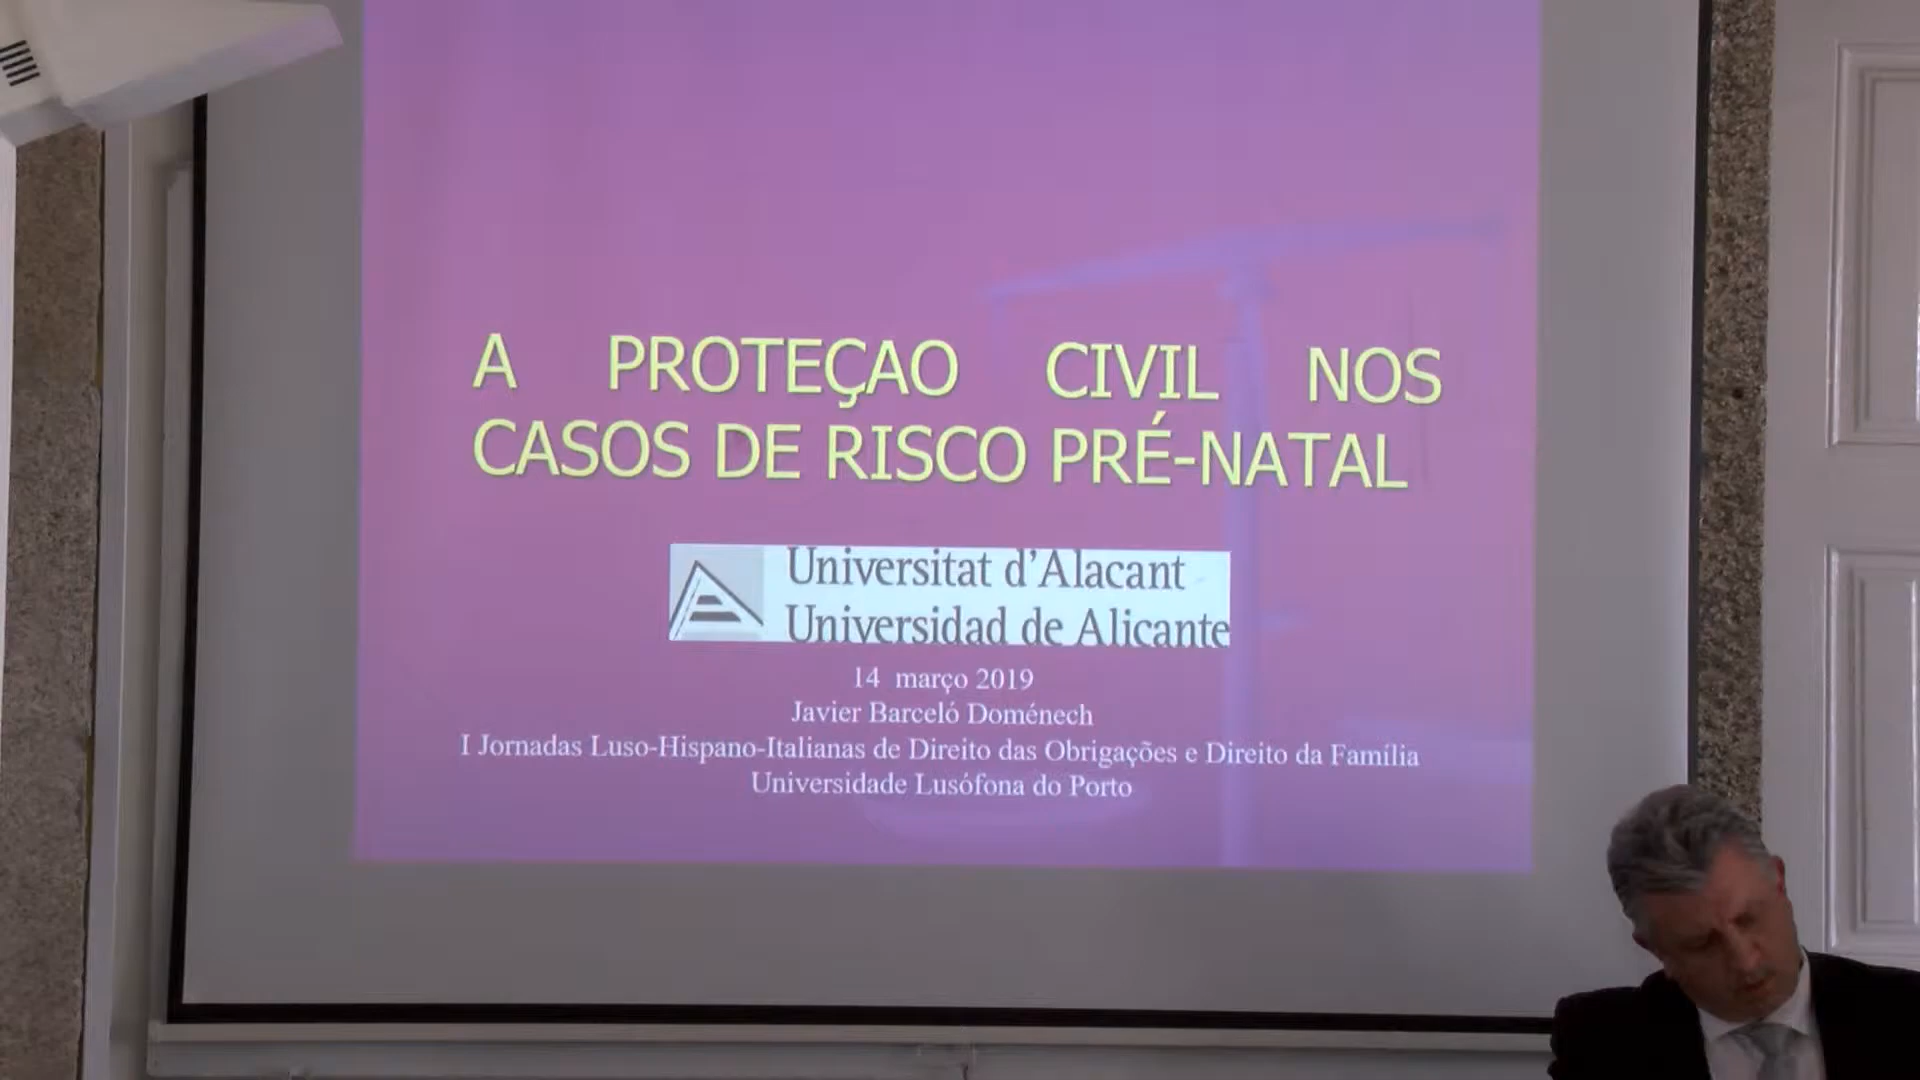 A PROTEÇAO CIVIL NOS
CASOS DE RISCO PRÉ-NATAL
Universitat d'Alacant
Universidad de Alicante
14 março 2019
Javier Barceló Doménech
I Jornadas Luso-Hispano-Italianas de Direito das Obrigações e Direito da Família
Universidade Lusófona do Porto